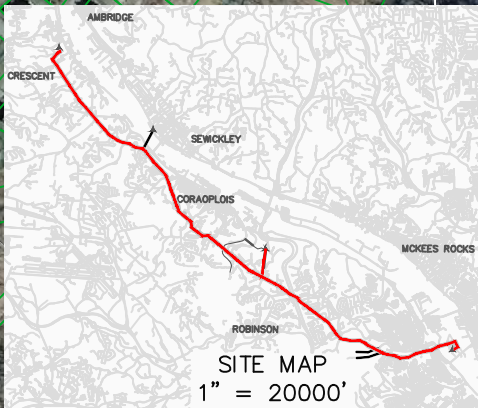 AMBRIDGE
CRESCENT
SEWICKLEY
CORAOPLOIS
MCKEES ROCKS
ROBINSON
SITE MAP
1" = 20000'